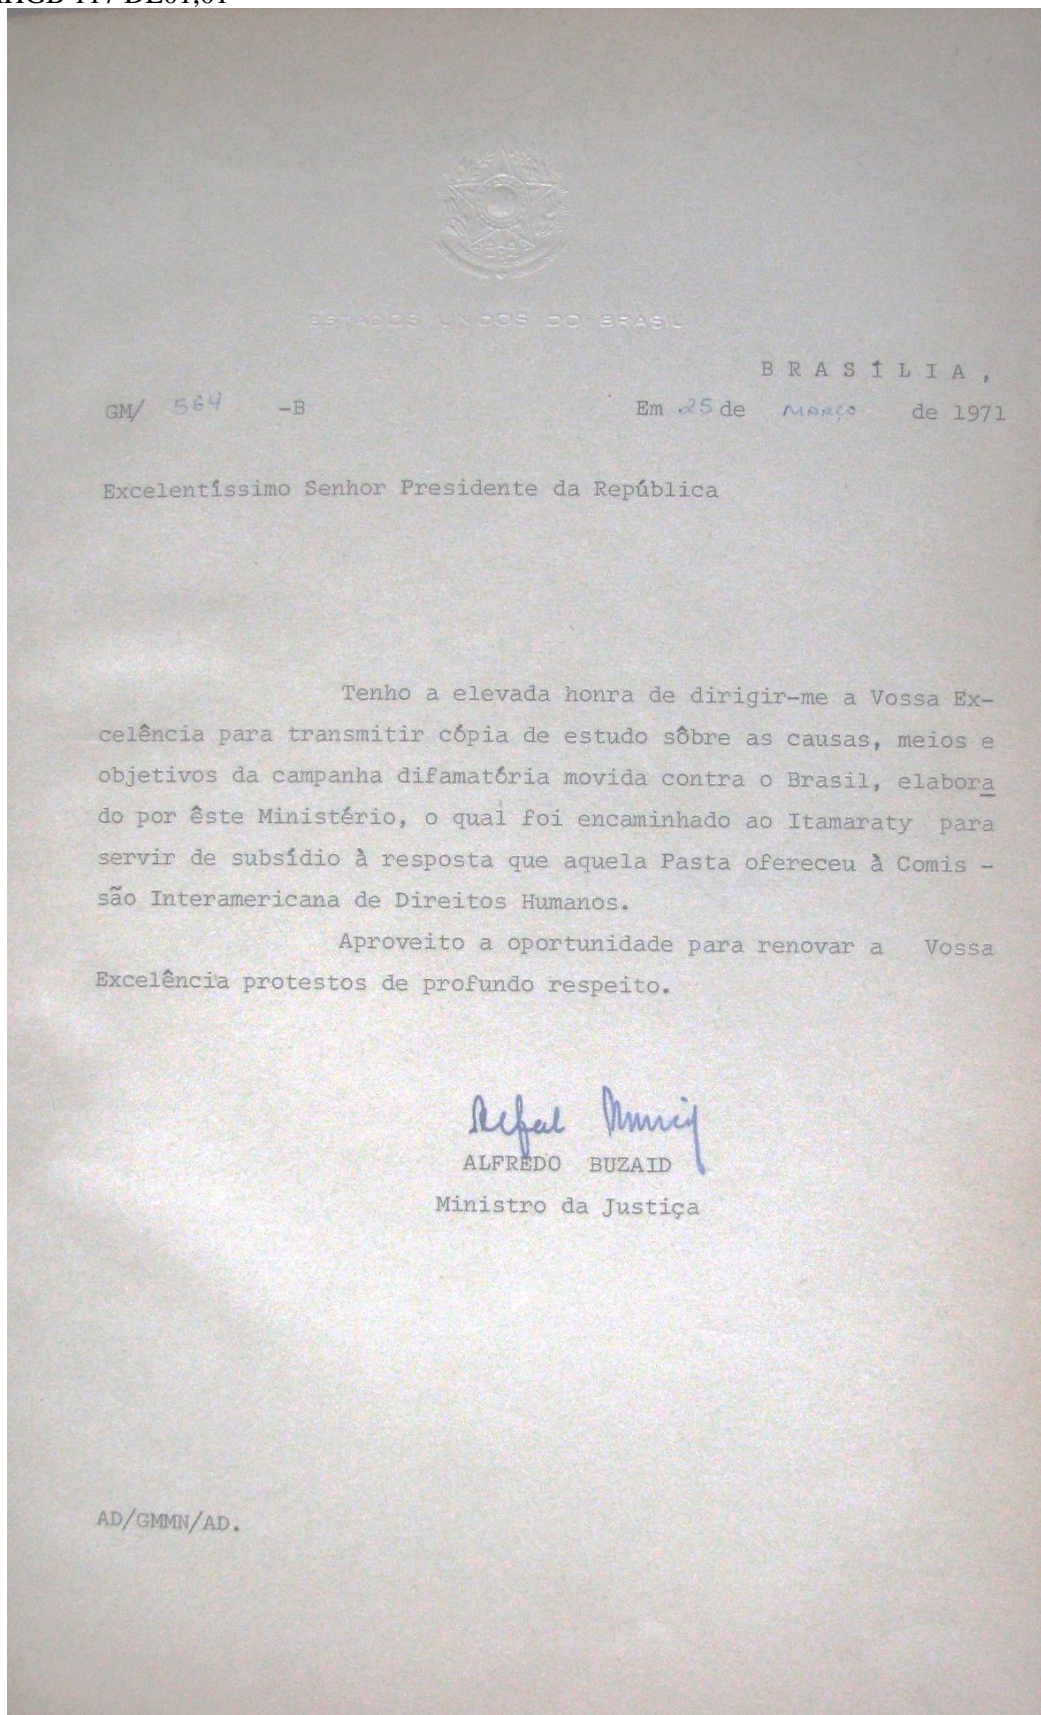 117 DE01,01
ESTADOS UNIDOS DO BRASIL
BRASÍLIA,
GM/ 564 -B Em 25 de MARÇO de 1971
Excelentíssimo Senhor Presidente da República
Tenho a elevada honra de dirigir-me a Vossa Ex-
celência para transmitir cópia de estudo sôbre as causas, meios e
objetivos da campanha difamatória movida contra o Brasil, elabora
do por êste Ministério, o qual foi encaminhado ao Itamaraty para
servir de subsídio à resposta que aquela Pasta ofereceu à Comis -
são Interamericana de Direitos Humanos.
Aproveito a oportunidade para renovar a Vossa
Excelência protestos de profundo respeito.
ALFREDO BUZAID
Ministro da Justiça
AD/GMMN/AD.